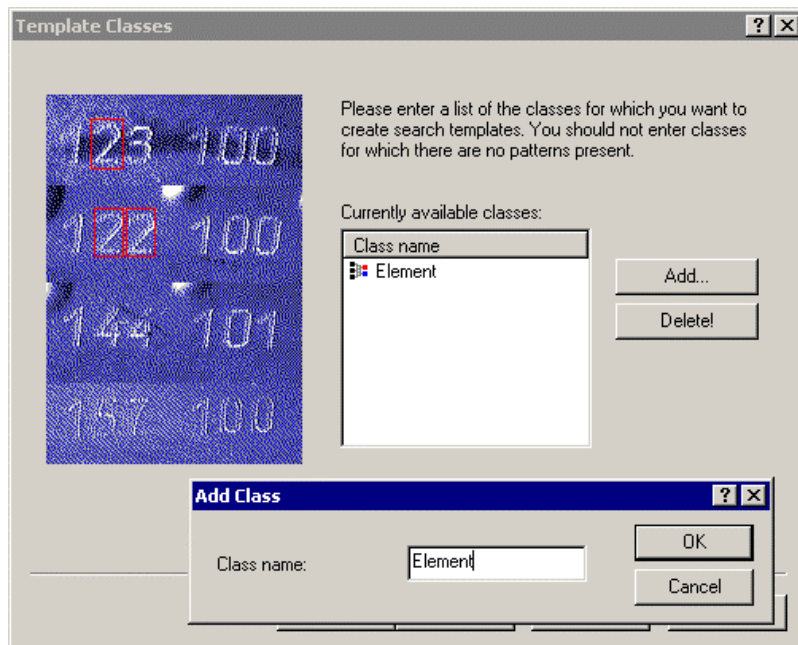 Template Classes
123 100
122 100
144 101
157 100
Please enter a list of the classes for which you want to
create search templates. You should not enter classes
for which there are no patterns present.
Currently available classes:
Class name
Element
Add...
Delete!
Add Class
Class name:
Element
OK
Cancel